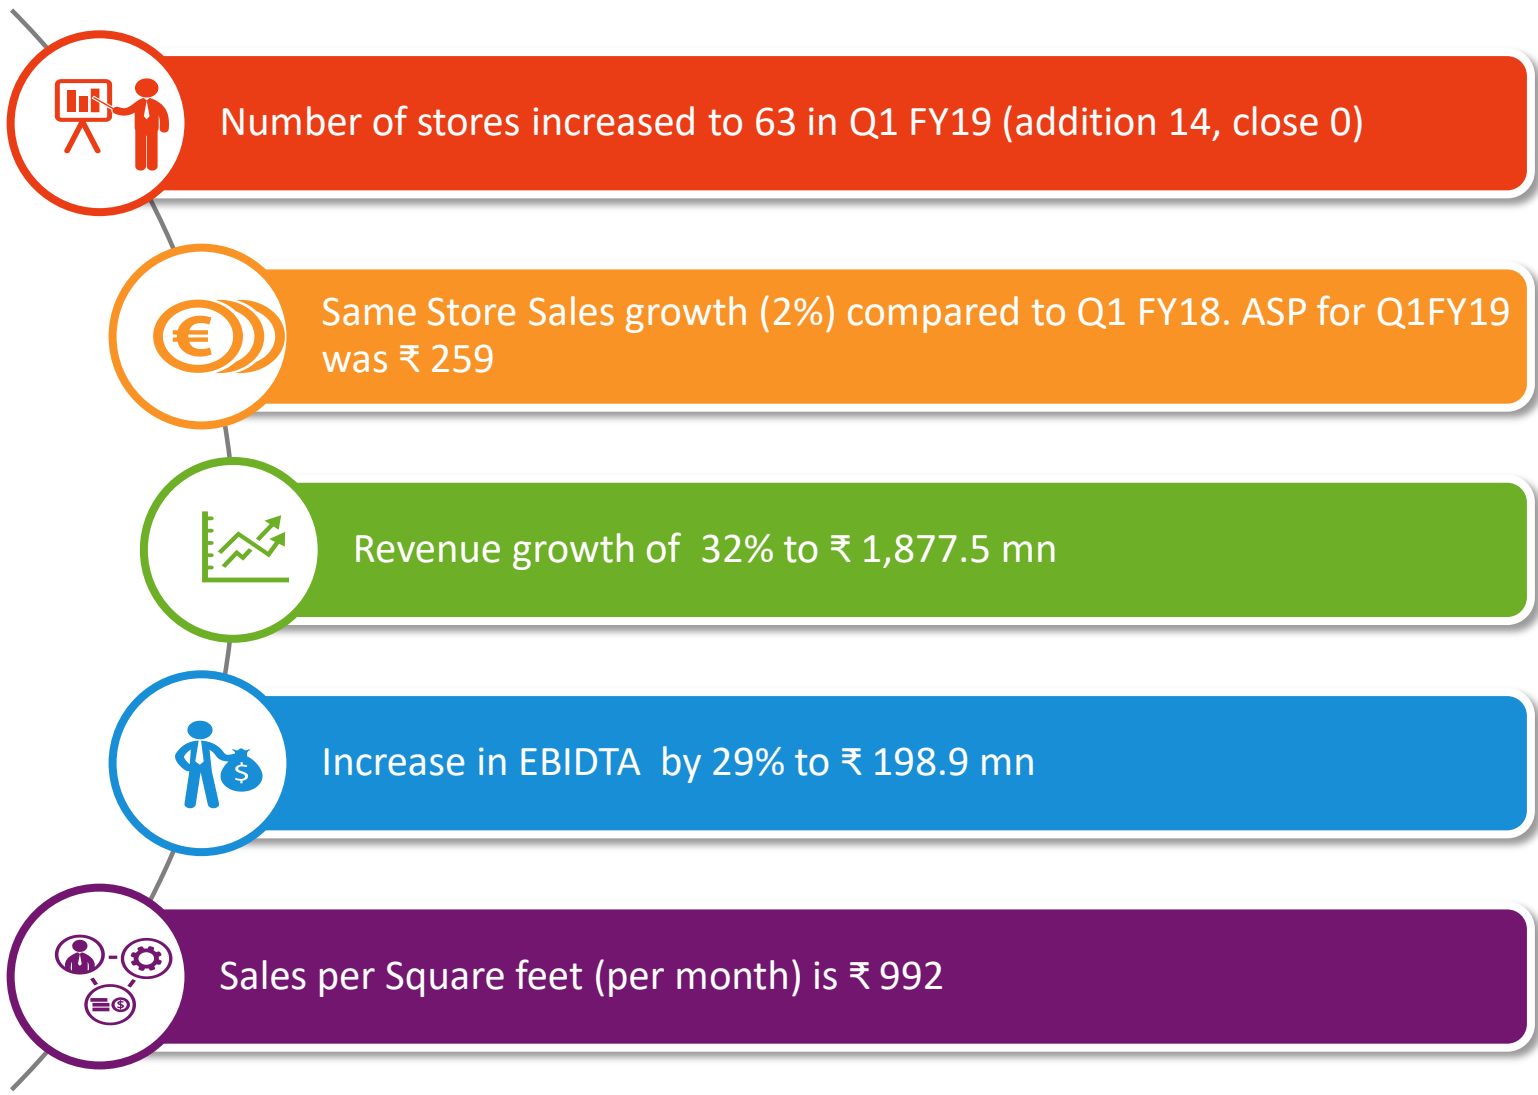 Number of stores increased to 63 in Q1 FY19 (addition 14, close 0)
Same Store Sales growth (2%) compared to Q1 FY18. ASP for Q1FY19
was ₹ 259
Revenue growth of  32% to ₹ 1,877.5 mn
Increase in EBIDTA  by 29% to ₹ 198.9 mn
Sales per Square feet (per month) is ₹ 992